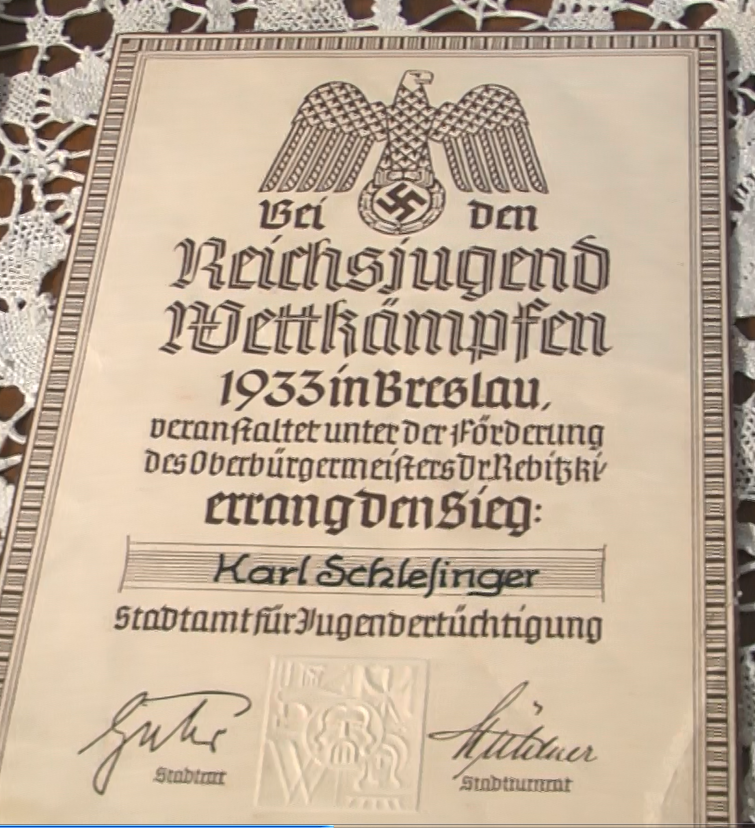 Bei den
Reichsjugend
Wettkämpfen
1933 in Breslau,
veranstaltet unter der Förderung
des Oberbürgermeisters Dr. Rebitzki
errang den Sieg:
Karl Schlesinger
Stadtamt für Jugendertüchtigung
Stadtrat
Stadtturnrat